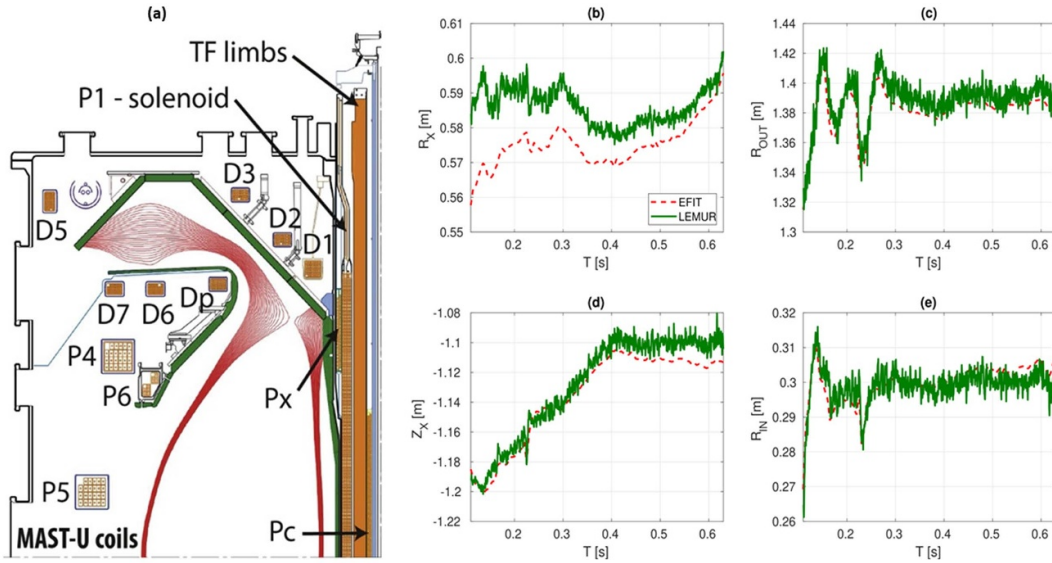 (a)
TF limbs
P1 - solenoid
D3
D2
D1
D5
D7
D6
Dp
P4
P6
Px
P5
MAST-U coils
Pc
(b)
0.61
0.6
0.59
0.58
0.57
0.56
0.55
R_X [m]
EFIT
LEMUR
0.2 0.3 0.4 0.5 0.6
T [s]
(c)
1.44
1.42
1.4
1.38
1.36
1.34
1.32
1.3
R_OUT [m]
0.2 0.3 0.4 0.5 0.6
T [s]
(d)
-1.08
-1.1
-1.12
-1.14
-1.16
-1.18
-1.2
-1.22
Z_X [m]
0.2 0.3 0.4 0.5 0.6
T [s]
(e)
0.32
0.31
0.3
0.29
0.28
0.27
0.26
R_IN [m]
0.2 0.3 0.4 0.5 0.6
T [s]